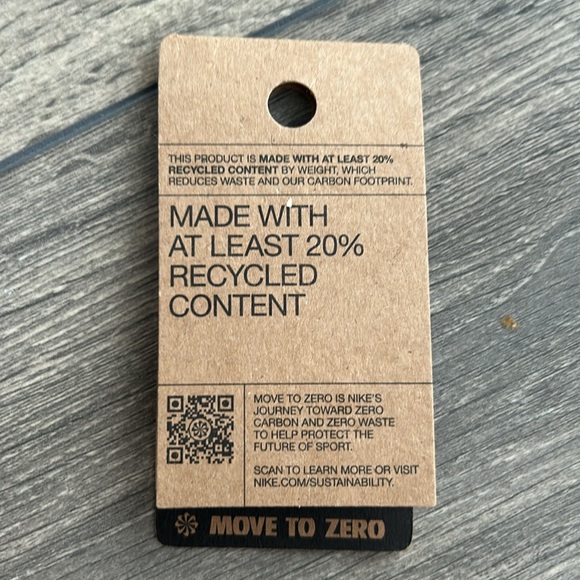 THIS PRODUCT IS MADE WITH AT LEAST 20%
RECYCLED CONTENT BY WEIGHT, WHICH
REDUCES WASTE AND OUR CARBON FOOTPRINT.
MADE WITH
AT LEAST 20%
RECYCLED
CONTENT
MOVE TO ZERO IS NIKE'S
JOURNEY TOWARD ZERO
CARBON AND ZERO WASTE
TO HELP PROTECT THE
FUTURE OF SPORT.
SCAN TO LEARN MORE OR VISIT
NIKE.COM/SUSTAINABILITY.
MOVE TO ZERO